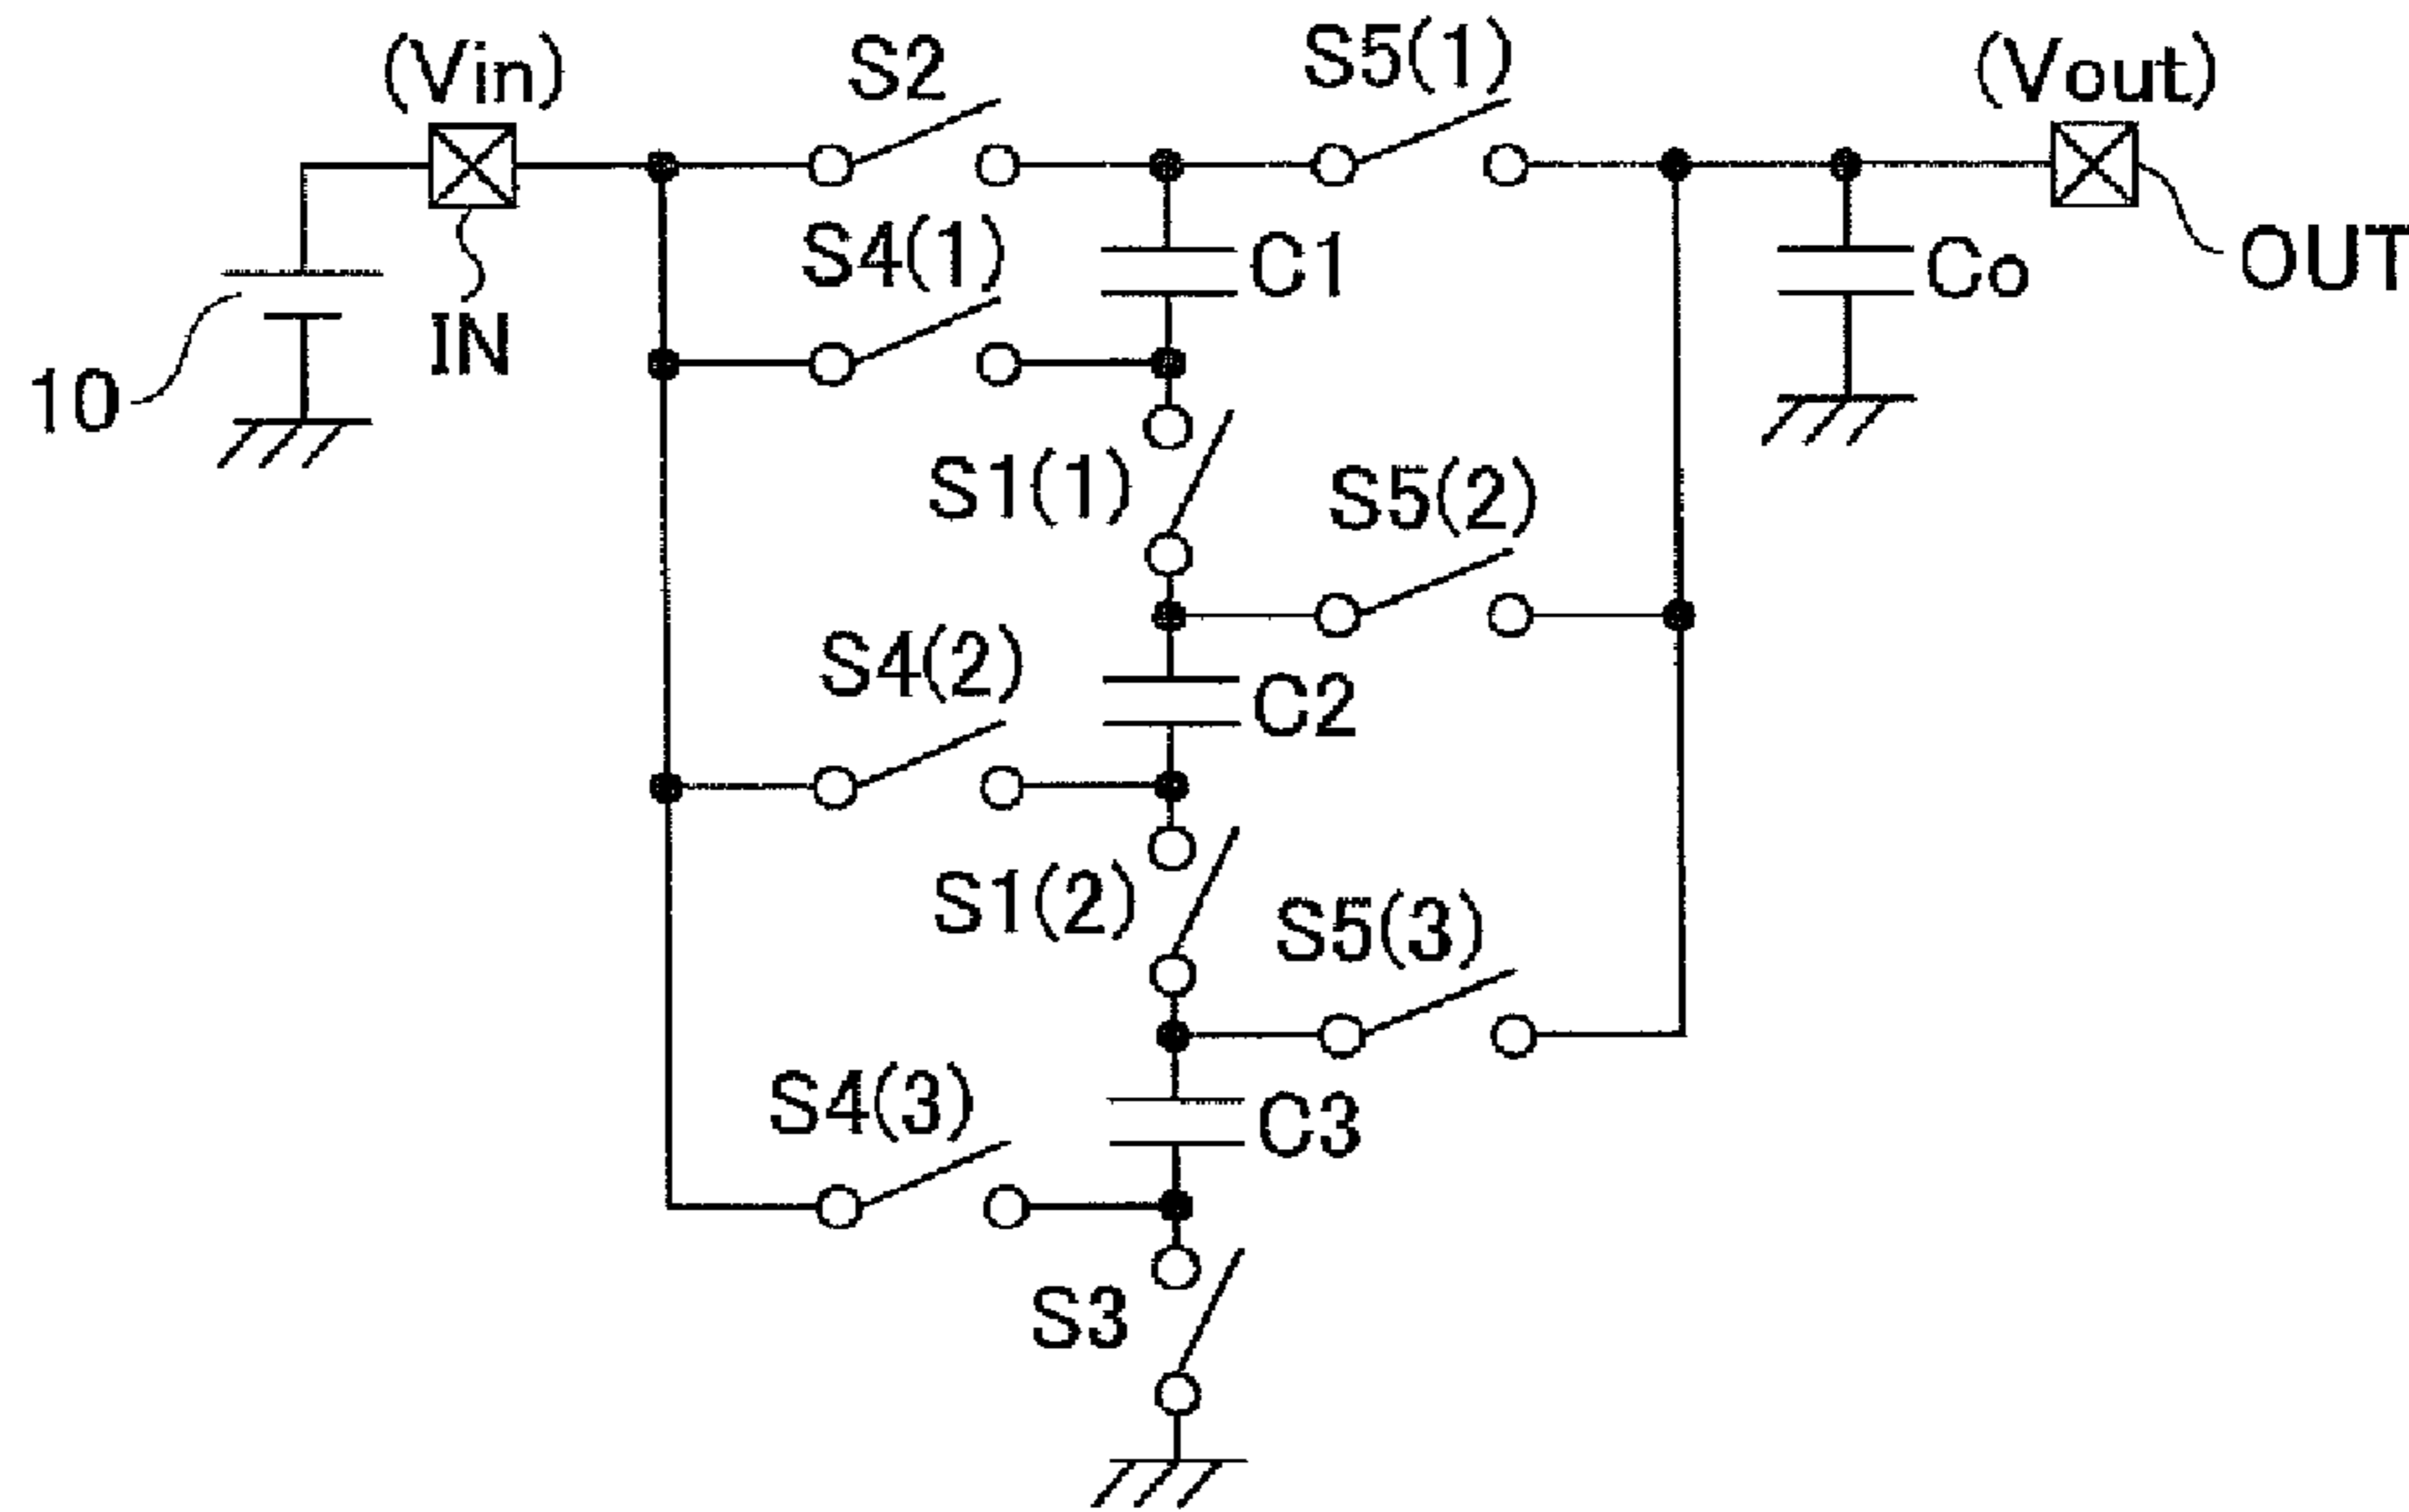 (Vin)
S2
S5(1)
(Vout)
S4(1)
C1
Co
OUT
IN
10
S1(1)
S5(2)
S4(2)
C2
S1(2)
S5(3)
S4(3)
C3
S3